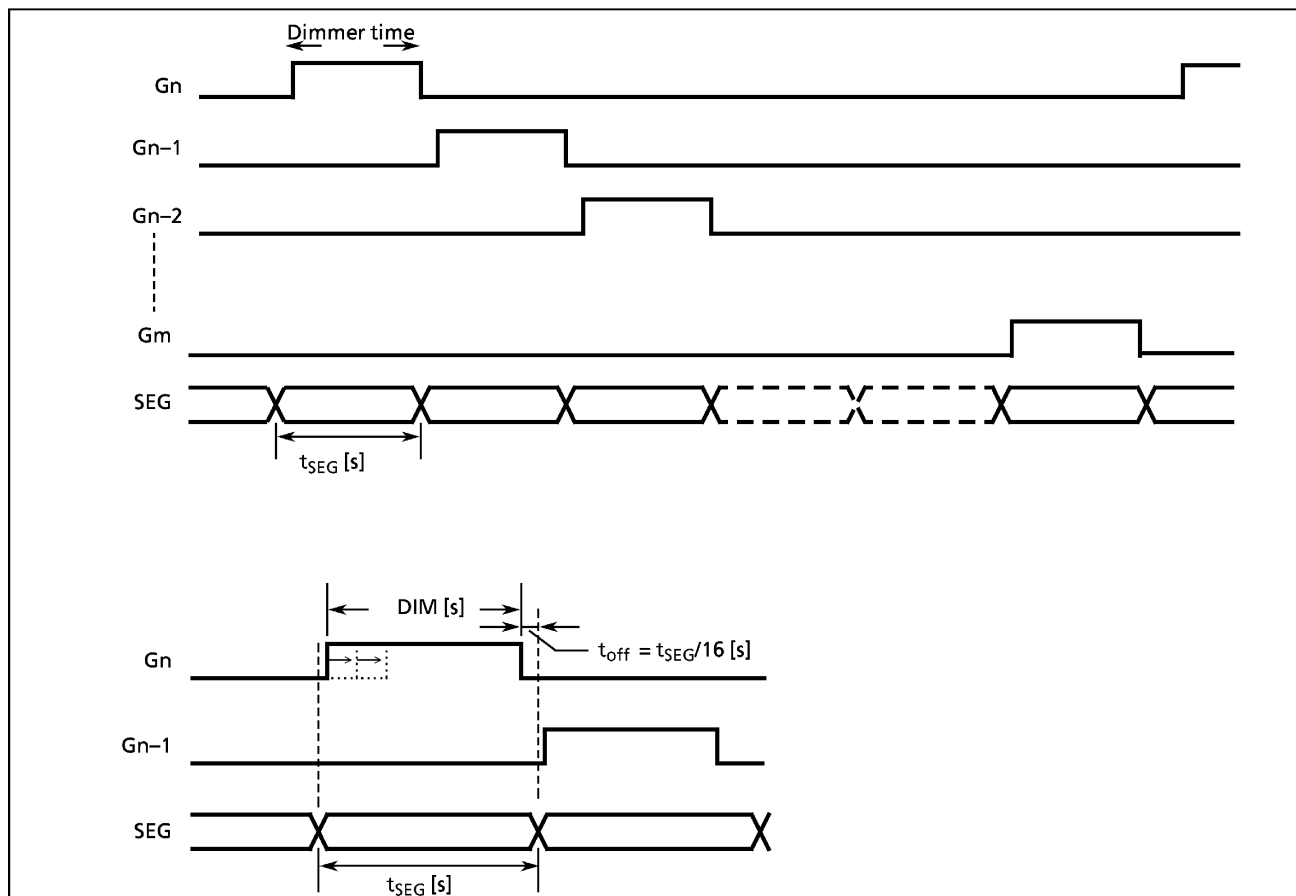 Dimmer time
Gn
Gn–1
Gn–2
Gm
SEG
tSEG [s]
DIM [s]
toff = tSEG/16 [s]
Gn
Gn–1
SEG
tSEG [s]